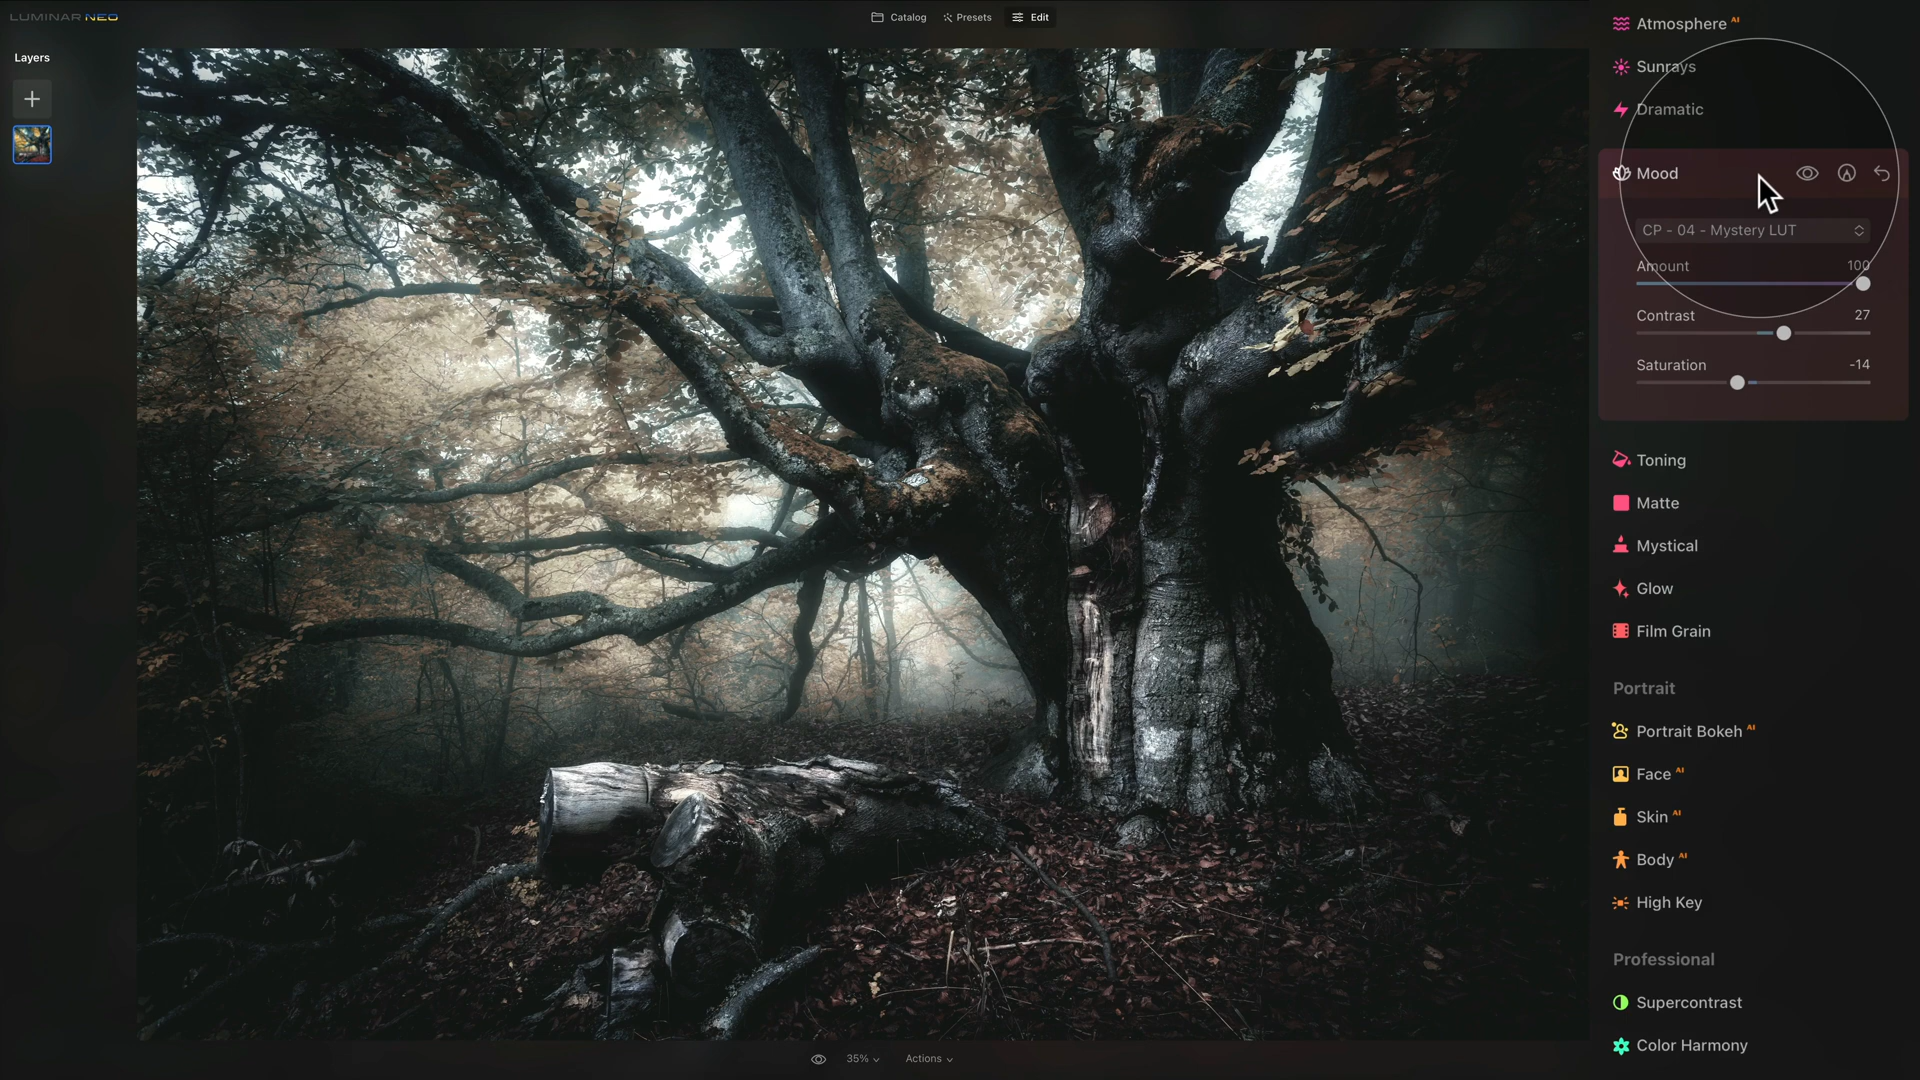 LUMINAR NEO
Catalog
Presets
Edit
Layers
Atmosphere AI
Sunrays
Dramatic
Mood
CP - 04 - Mystery LUT
Amount 100
Contrast 27
Saturation -14
Toning
Matte
Mystical
Glow
Film Grain
Portrait
Portrait Bokeh AI
Face AI
Skin AI
Body AI
High Key
Professional
Supercontrast
Color Harmony
35%
Actions